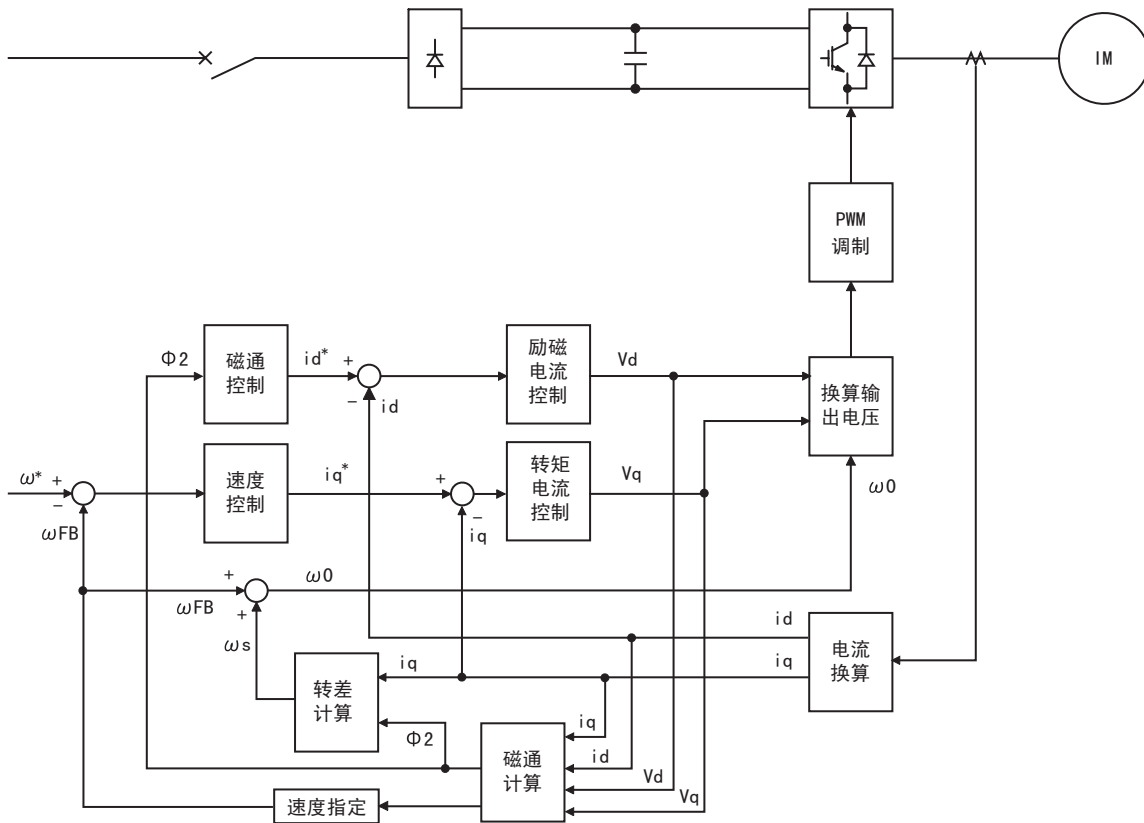 IM
PWM
调制
Φ2
磁通
控制
id*
+
-
id
励磁
电流
控制
Vd
换算输
出电压
ω*
+
-
ωFB
速度
控制
iq*
+
-
iq
转矩
电流
控制
Vq
ω0
+
ωFB
+
ω0
ωs
id
iq
电流
换算
转差
计算
iq
Φ2
磁通
计算
iq
id
Vd
Vq
速度指定